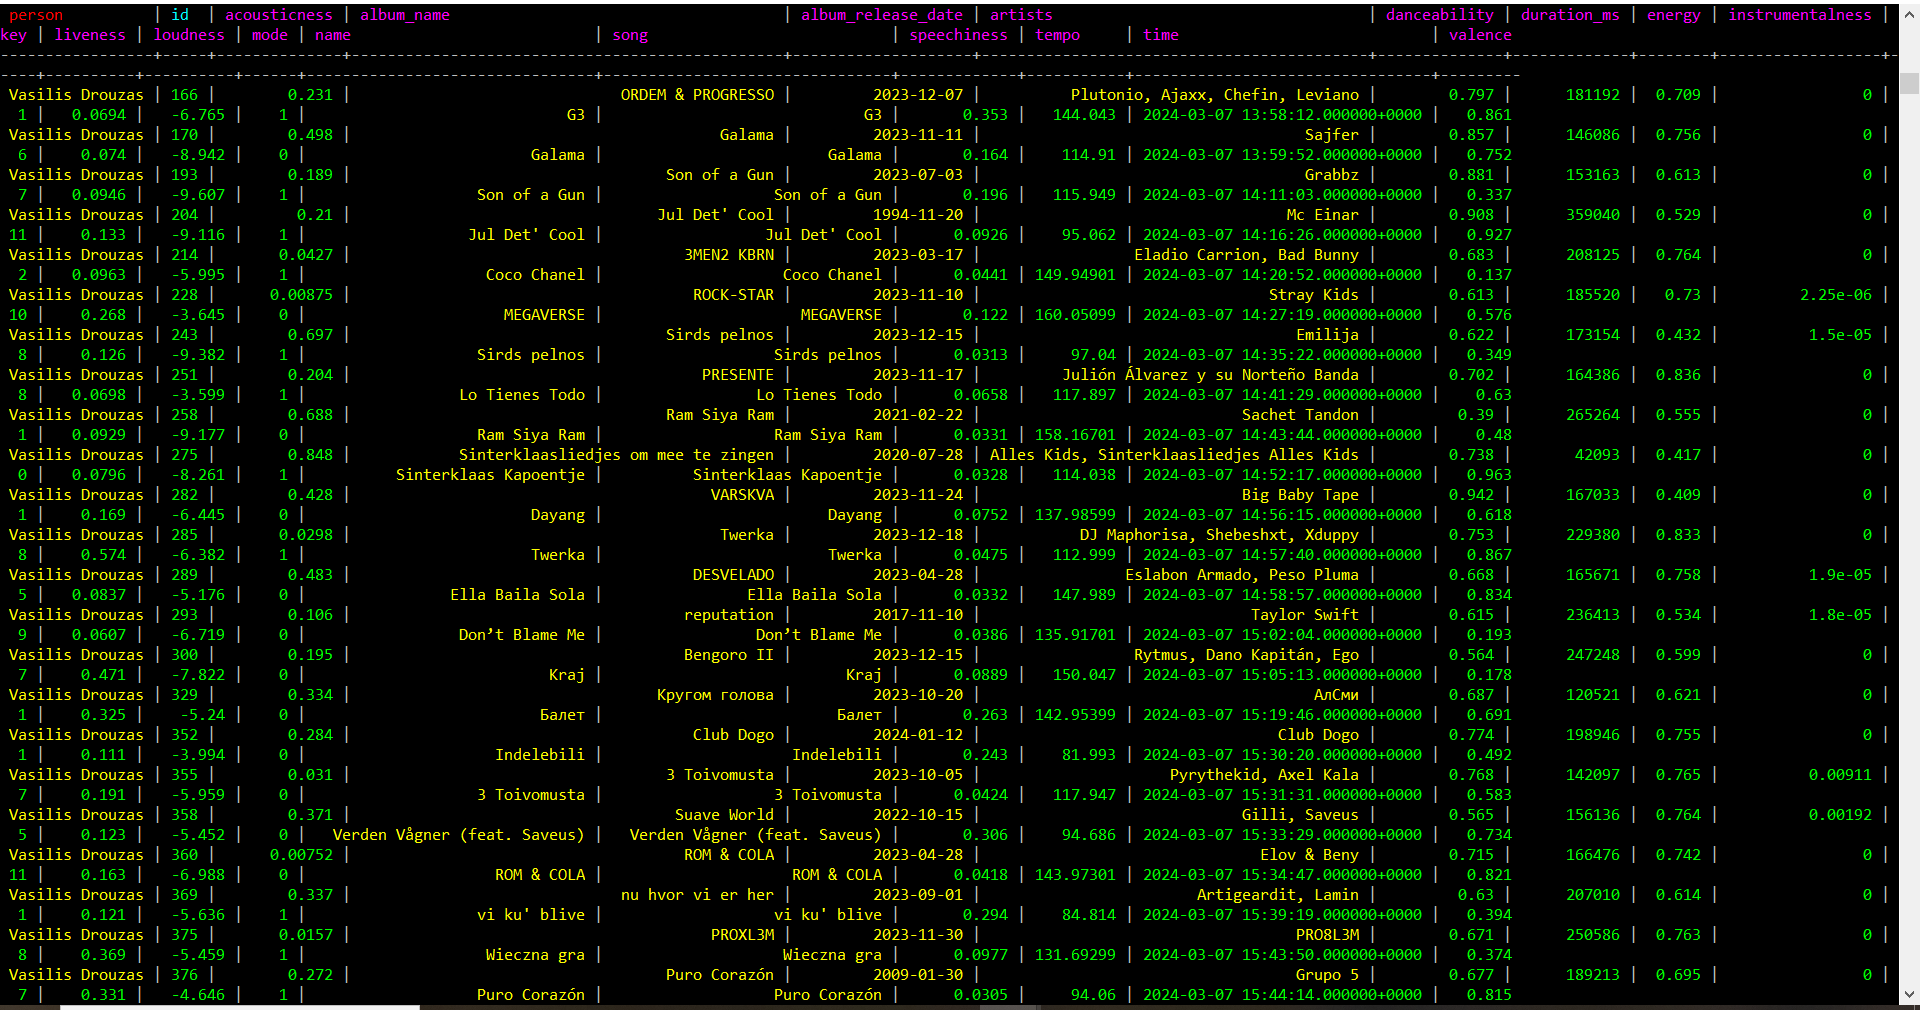 person | id | acousticness | album_name | album_release_date | artists | danceability | duration_ms | energy | instrumentalness |
key | liveness | loudness | mode | name | song | speechiness | tempo | time | valence
----------------+-----+--------------+------------------------------------------------+--------------------+-------------------------------------------+--------------+-------------+--------+------------------+-
----+----------+----------+------+--------------------------------+--------------------------------+-------------+-----------+---------------------------------+---------
Vasilis Drouzas | 166 | 0.231 | ORDEM & PROGRESSO | 2023-12-07 | Plutonio, Ajaxx, Chefin, Leviano | 0.797 | 181192 | 0.709 | 0 |
1 | 0.0694 | -6.765 | 1 | G3 | G3 | 0.353 | 144.043 | 2024-03-07 13:58:12.000000+0000 | 0.861
Vasilis Drouzas | 170 | 0.498 | Galama | 2023-11-11 | Sajfer | 0.857 | 146086 | 0.756 | 0 |
6 | 0.074 | -8.942 | 0 | Galama | Galama | 0.164 | 114.91 | 2024-03-07 13:59:52.000000+0000 | 0.752
Vasilis Drouzas | 193 | 0.189 | Son of a Gun | 2023-07-03 | Grabbz | 0.881 | 153163 | 0.613 | 0 |
7 | 0.0946 | -9.607 | 1 | Son of a Gun | Son of a Gun | 0.196 | 115.949 | 2024-03-07 14:11:03.000000+0000 | 0.337
Vasilis Drouzas | 204 | 0.21 | Jul Det' Cool | 1994-11-20 | Mc Einar | 0.908 | 359040 | 0.529 | 0 |
11 | 0.133 | -9.116 | 1 | Jul Det' Cool | Jul Det' Cool | 0.0926 | 95.062 | 2024-03-07 14:16:26.000000+0000 | 0.927
Vasilis Drouzas | 214 | 0.0427 | 3MEN2 KBRN | 2023-03-17 | Eladio Carrion, Bad Bunny | 0.683 | 208125 | 0.764 | 0 |
2 | 0.0963 | -5.995 | 1 | Coco Chanel | Coco Chanel | 0.0441 | 149.94901 | 2024-03-07 14:20:52.000000+0000 | 0.137
Vasilis Drouzas | 228 | 0.00875 | ROCK-STAR | 2023-11-10 | Stray Kids | 0.613 | 185520 | 0.73 | 2.25e-06 |
10 | 0.268 | -3.645 | 0 | MEGAVERSE | MEGAVERSE | 0.122 | 160.05099 | 2024-03-07 14:27:19.000000+0000 | 0.576
Vasilis Drouzas | 243 | 0.697 | Sirds pelnos | 2023-12-15 | Emilija | 0.622 | 173154 | 0.432 | 1.5e-05 |
8 | 0.126 | -9.382 | 1 | Sirds pelnos | Sirds pelnos | 0.0313 | 97.04 | 2024-03-07 14:35:22.000000+0000 | 0.349
Vasilis Drouzas | 251 | 0.204 | PRESENTE | 2023-11-17 | Julión Álvarez y su Norteño Banda | 0.702 | 164386 | 0.836 | 0 |
8 | 0.0698 | -3.599 | 1 | Lo Tienes Todo | Lo Tienes Todo | 0.0658 | 117.897 | 2024-03-07 14:41:29.000000+0000 | 0.63
Vasilis Drouzas | 258 | 0.688 | Ram Siya Ram | 2021-02-22 | Sachet Tandon | 0.39 | 265264 | 0.555 | 0 |
1 | 0.0929 | -9.177 | 0 | Ram Siya Ram | Ram Siya Ram | 0.0331 | 158.16701 | 2024-03-07 14:43:44.000000+0000 | 0.48
Vasilis Drouzas | 275 | 0.848 | Sinterklaasliedjes om mee te zingen | 2020-07-28 | Alles Kids, Sinterklaasliedjes Alles Kids | 0.738 | 42093 | 0.417 | 0 |
0 | 0.0796 | -8.261 | 1 | Sinterklaas Kapoentje | Sinterklaas Kapoentje | 0.0328 | 114.038 | 2024-03-07 14:52:17.000000+0000 | 0.963
Vasilis Drouzas | 282 | 0.428 | VARSKVA | 2023-11-24 | Big Baby Tape | 0.942 | 167033 | 0.409 | 0 |
1 | 0.169 | -6.445 | 0 | Dayang | Dayang | 0.0752 | 137.98599 | 2024-03-07 14:56:15.000000+0000 | 0.618
Vasilis Drouzas | 285 | 0.0298 | Twerka | 2023-12-18 | DJ Maphorisa, Shebeshxt, Xduppy | 0.753 | 229380 | 0.833 | 0 |
8 | 0.574 | -6.382 | 1 | Twerka | Twerka | 0.0475 | 112.999 | 2024-03-07 14:57:40.000000+0000 | 0.867
Vasilis Drouzas | 289 | 0.483 | DESVELADO | 2023-04-28 | Eslabon Armado, Peso Pluma | 0.668 | 165671 | 0.758 | 1.9e-05 |
5 | 0.0837 | -5.176 | 0 | Ella Baila Sola | Ella Baila Sola | 0.0332 | 147.989 | 2024-03-07 14:58:57.000000+0000 | 0.834
Vasilis Drouzas | 293 | 0.106 | reputation | 2017-11-10 | Taylor Swift | 0.615 | 236413 | 0.534 | 1.8e-05 |
9 | 0.0607 | -6.719 | 0 | Don’t Blame Me | Don’t Blame Me | 0.0386 | 135.91701 | 2024-03-07 15:02:04.000000+0000 | 0.193
Vasilis Drouzas | 300 | 0.195 | Bengoro II | 2023-12-15 | Rytmus, Dano Kapitán, Ego | 0.564 | 247248 | 0.599 | 0 |
7 | 0.471 | -7.822 | 0 | Kraj | Kraj | 0.0889 | 150.047 | 2024-03-07 15:05:13.000000+0000 | 0.178
Vasilis Drouzas | 329 | 0.334 | Кругом голова | 2023-10-20 | АлСми | 0.687 | 120521 | 0.621 | 0 |
1 | 0.325 | -5.24 | 0 | Балет | Балет | 0.263 | 142.95399 | 2024-03-07 15:19:46.000000+0000 | 0.691
Vasilis Drouzas | 352 | 0.284 | Club Dogo | 2024-01-12 | Club Dogo | 0.774 | 198946 | 0.755 | 0 |
1 | 0.111 | -3.994 | 0 | Indelebili | Indelebili | 0.243 | 81.993 | 2024-03-07 15:30:20.000000+0000 | 0.492
Vasilis Drouzas | 355 | 0.031 | 3 Toivomusta | 2023-10-05 | Pyrythekid, Axel Kala | 0.768 | 142097 | 0.765 | 0.00911 |
7 | 0.191 | -5.959 | 0 | 3 Toivomusta | 3 Toivomusta | 0.0424 | 117.947 | 2024-03-07 15:31:31.000000+0000 | 0.583
Vasilis Drouzas | 358 | 0.371 | Suave World | 2022-10-15 | Gilli, Saveus | 0.565 | 156136 | 0.764 | 0.00192 |
5 | 0.123 | -5.452 | 0 | Verden Vågner (feat. Saveus) | Verden Vågner (feat. Saveus) | 0.306 | 94.686 | 2024-03-07 15:33:29.000000+0000 | 0.734
Vasilis Drouzas | 360 | 0.00752 | ROM & COLA | 2023-04-28 | Elov & Beny | 0.715 | 166476 | 0.742 | 0 |
11 | 0.163 | -6.988 | 0 | ROM & COLA | ROM & COLA | 0.0418 | 143.97301 | 2024-03-07 15:34:47.000000+0000 | 0.821
Vasilis Drouzas | 369 | 0.337 | nu hvor vi er her | 2023-09-01 | Artigeardit, Lamin | 0.63 | 207010 | 0.614 | 0 |
1 | 0.121 | -5.636 | 1 | vi ku' blive | vi ku' blive | 0.294 | 84.814 | 2024-03-07 15:39:19.000000+0000 | 0.394
Vasilis Drouzas | 375 | 0.0157 | PROXL3M | 2023-11-30 | PRO8L3M | 0.671 | 250586 | 0.763 | 0 |
8 | 0.369 | -5.459 | 1 | Wieczna gra | Wieczna gra | 0.0977 | 131.69299 | 2024-03-07 15:43:50.000000+0000 | 0.374
Vasilis Drouzas | 376 | 0.272 | Puro Corazón | 2009-01-30 | Grupo 5 | 0.677 | 189213 | 0.695 | 0 |
7 | 0.331 | -4.646 | 1 | Puro Corazón | Puro Corazón | 0.0305 | 94.06 | 2024-03-07 15:44:14.000000+0000 | 0.815